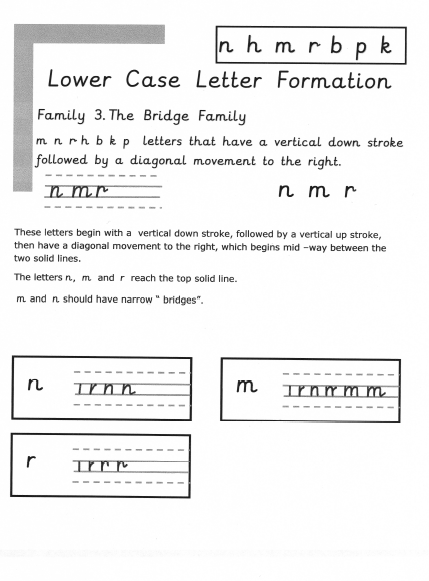 n h m r b p k
Lower Case Letter Formation
Family 3. The Bridge Family
m n r h b k p letters that have a vertical down stroke
followed by a diagonal movement to the right.
n m r n m r
These letters begin with a vertical down stroke, followed by a vertical up stroke,
then have a diagonal movement to the right, which begins mid –way between the
two solid lines.
The letters n, m and r reach the top solid line.
m and n should have narrow “ bridges”.
n ı r n n
m ı r n r m m
r ı r r n